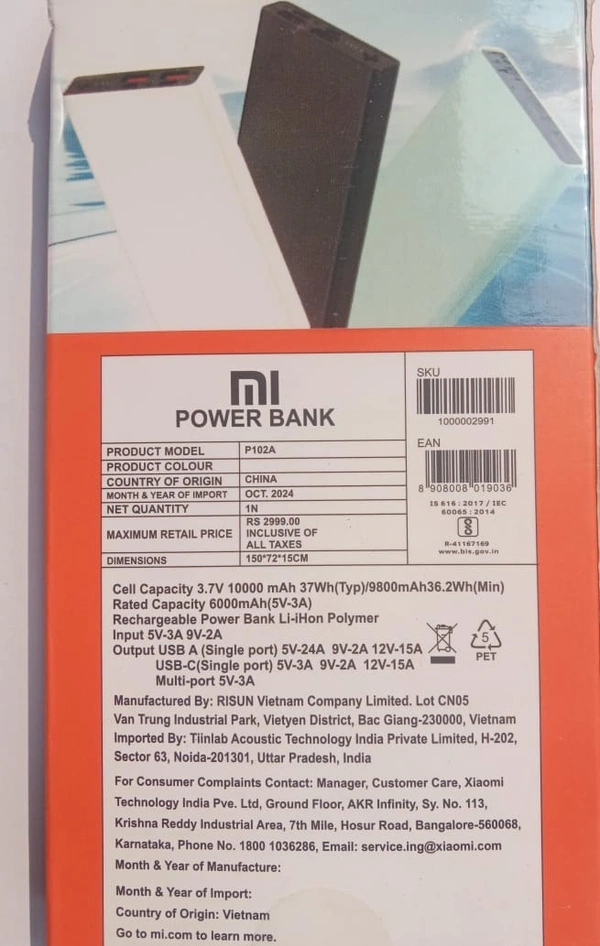 mi
POWER BANK
PRODUCT MODEL P102A
PRODUCT COLOUR
COUNTRY OF ORIGIN CHINA
MONTH & YEAR OF IMPORT OCT. 2024
NET QUANTITY 1N
MAXIMUM RETAIL PRICE RS 2999.00
INCLUSIVE OF
ALL TAXES
DIMENSIONS 150*72*15CM
SKU
1000002991
EAN
8 908008 019036
IS 616 : 2017 / IEC
60065 : 2014
R-41167169
www.bis.gov.in
Cell Capacity 3.7V 10000 mAh 37Wh(Typ)/9800mAh36.2Wh(Min)
Rated Capacity 6000mAh(5V-3A)
Rechargeable Power Bank Li-iHon Polymer
Input 5V-3A 9V-2A
Output USB A (Single port) 5V-24A 9V-2A 12V-15A
USB-C(Single port) 5V-3A 9V-2A 12V-15A
Multi-port 5V-3A
5
PET
Manufactured By: RISUN Vietnam Company Limited. Lot CN05
Van Trung Industrial Park, Vietyen District, Bac Giang-230000, Vietnam
Imported By: Tiinlab Acoustic Technology India Private Limited, H-202,
Sector 63, Noida-201301, Uttar Pradesh, India
For Consumer Complaints Contact: Manager, Customer Care, Xiaomi
Technology India Pve. Ltd, Ground Floor, AKR Infinity, Sy. No. 113,
Krishna Reddy Industrial Area, 7th Mile, Hosur Road, Bangalore-560068,
Karnataka, Phone No. 1800 1036286, Email: service.ing@xiaomi.com
Month & Year of Manufacture:
Month & Year of Import:
Country of Origin: Vietnam
Go to mi.com to learn more.